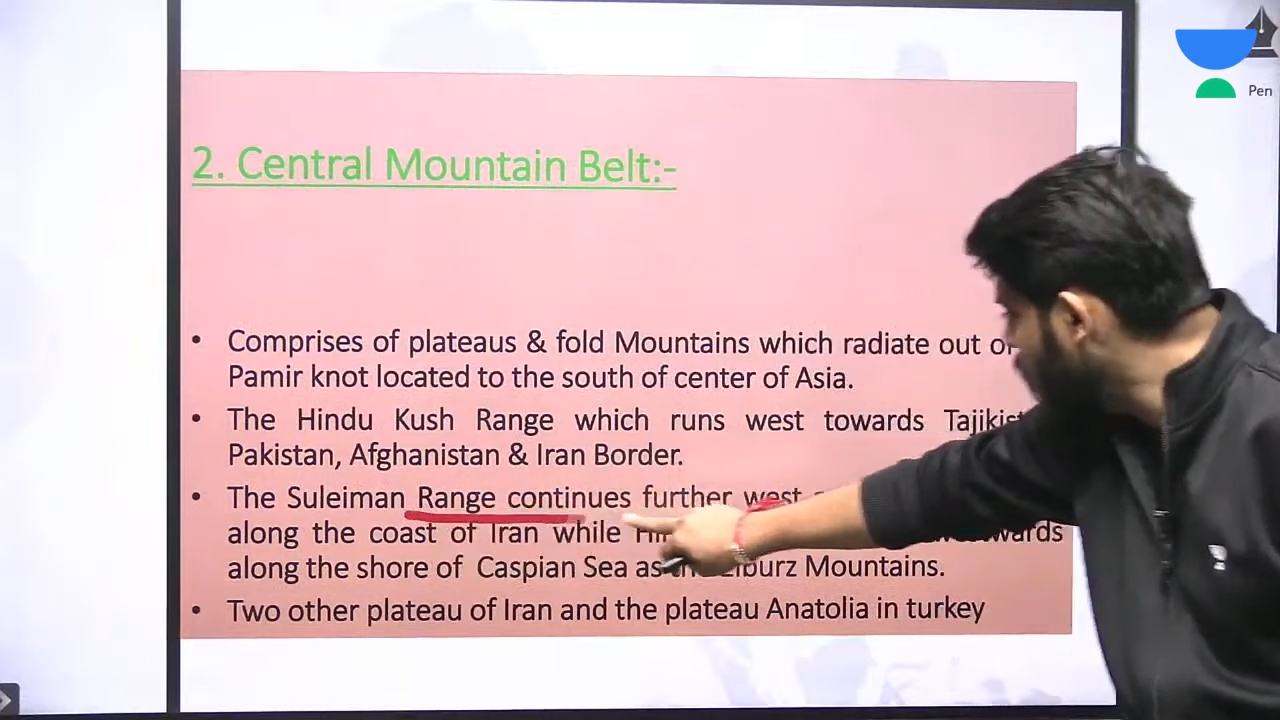 Pen
2. Central Mountain Belt:-
• Comprises of plateaus & fold Mountains which radiate out
Pamir knot located to the south of center of Asia.
• The Hindu Kush Range which runs west towards
Pakistan, Afghanistan & Iran Border.
• The Suleiman Range continues further west
along the coast of Iran while
along the shore of Caspian Sea as the Elburz Mountains.
• Two other plateau of Iran and the plateau Anatolia in turkey